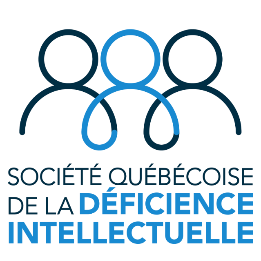 SOCIÉTÉ QUÉBÉCOISE
DE LA DÉFICIENCE
INTELLECTUELLE